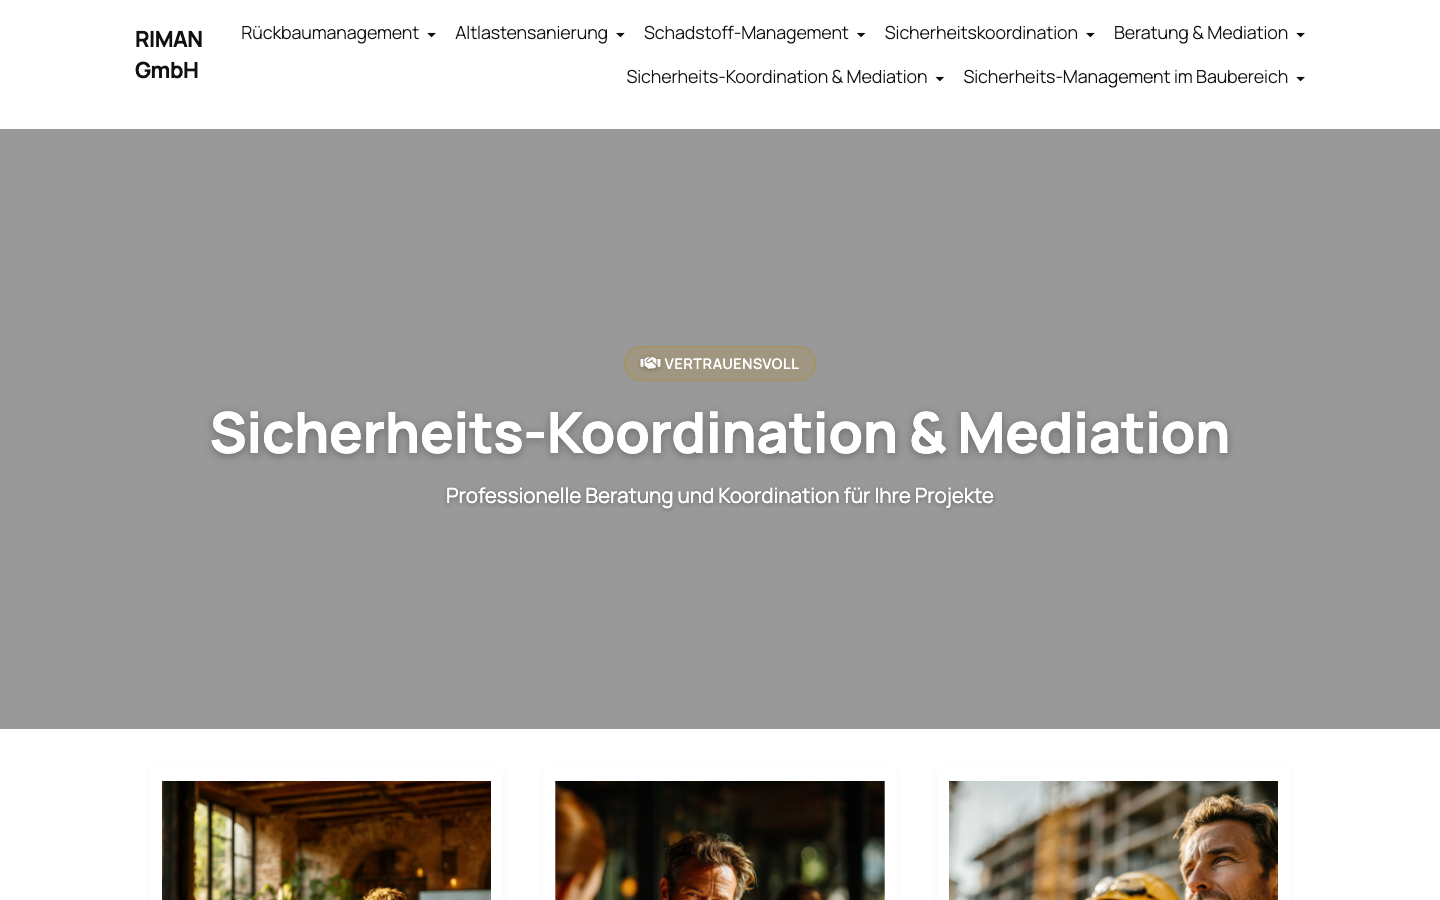 RIMAN
GmbH
Rückbaumanagement
Altlastensanierung
Schadstoff-Management
Sicherheitskoordination
Beratung & Mediation
Sicherheits-Koordination & Mediation
Sicherheits-Management im Baubereich
VERTRAUENSVOLL
Sicherheits-Koordination & Mediation
Professionelle Beratung und Koordination für Ihre Projekte